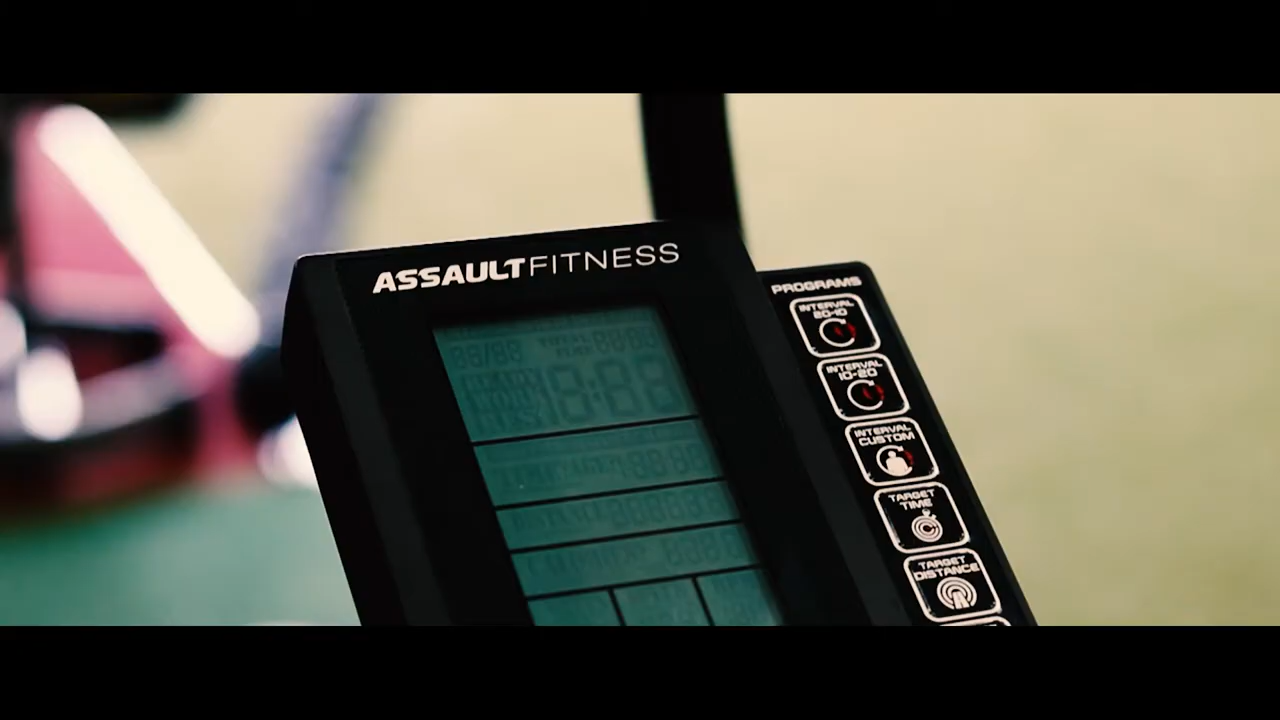 ASSAULTFITNESS
PROGRAMS
INTERVAL
20-10
INTERVAL
10-20
INTERVAL
CUSTOM
TARGET
TIME
TARGET
DISTANCE